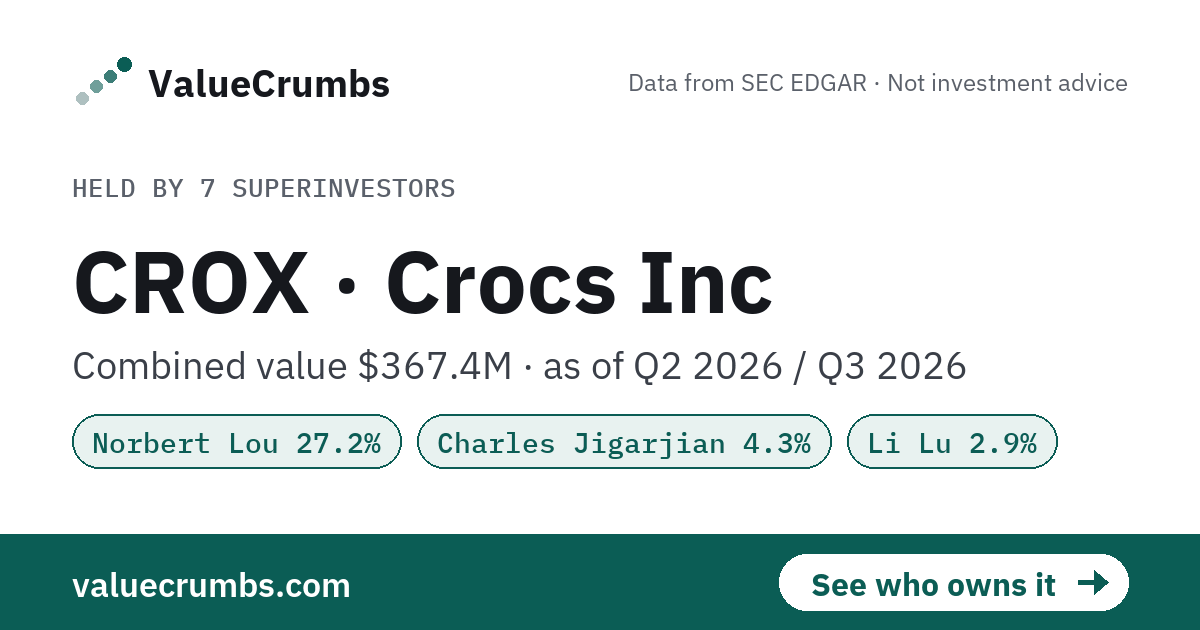 ValueCrumbs
Data from SEC EDGAR · Not investment advice
HELD BY 7 SUPERINVESTORS
CROX · Crocs Inc
Combined value $367.4M · as of Q2 2026 / Q3 2026
Norbert Lou 27.2%
Charles Jigarjian 4.3%
Li Lu 2.9%
valuecrumbs.com
See who owns it →